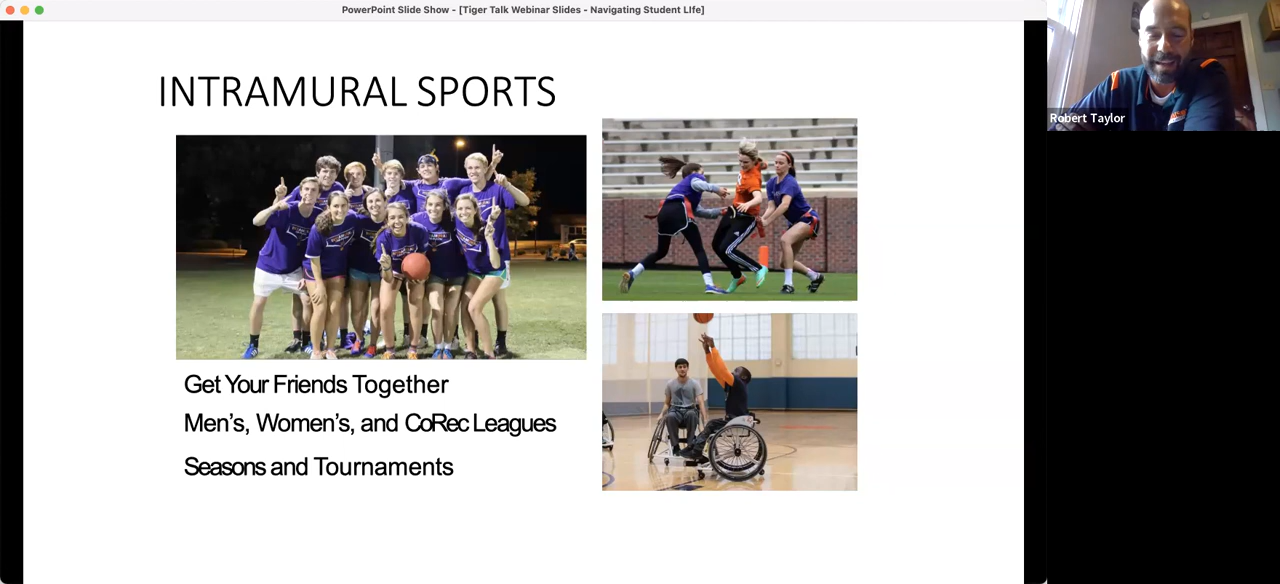 PowerPoint Slide Show - [Tiger Talk Webinar Slides - Navigating Student LIfe]
INTRAMURAL SPORTS
Robert Taylor
Get Your Friends Together
Men's, Women's, and CoRec Leagues
Seasons and Tournaments